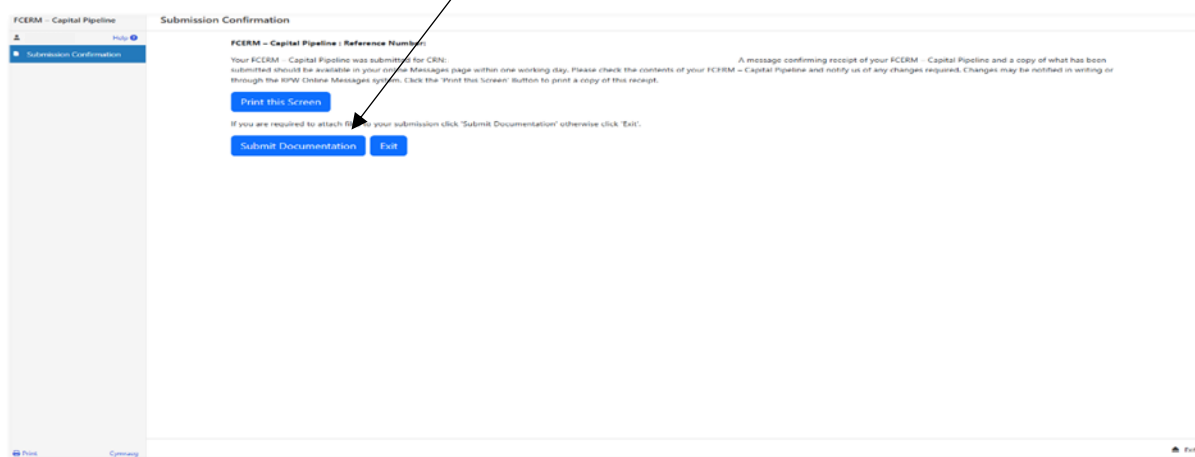 FCERM – Capital Pipeline
Submission Confirmation
Help
Submission Confirmation
FCERM – Capital Pipeline : Reference Number:
Your FCERM – Capital Pipeline was submitted for CRN: A message confirming receipt of your FCERM – Capital Pipeline and a copy of what has been
submitted should be available in your online Messages page within one working day. Please check the contents of your FCERM – Capital Pipeline and notify us of any changes required. Changes may be notified in writing or
through the RPW Online Messages system. Click the 'Print this Screen' Button to print a copy of this receipt.
Print this Screen
If you are required to attach to your submission click 'Submit Documentation' otherwise click 'Exit'.
Submit Documentation
Exit
Print
Cymraeg